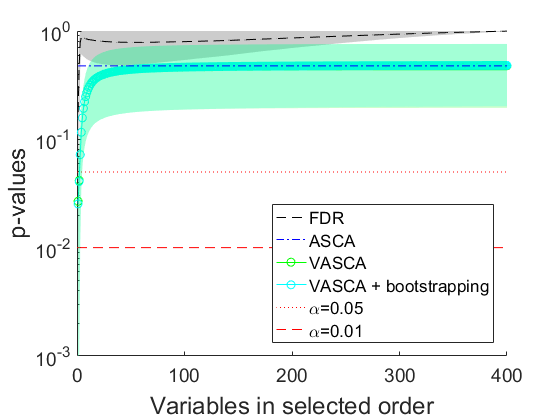 10^0
10^-1
10^-2
10^-3
p-values
FDR
ASCA
VASCA
VASCA + bootstrapping
α=0.05
α=0.01
0 100 200 300 400
Variables in selected order